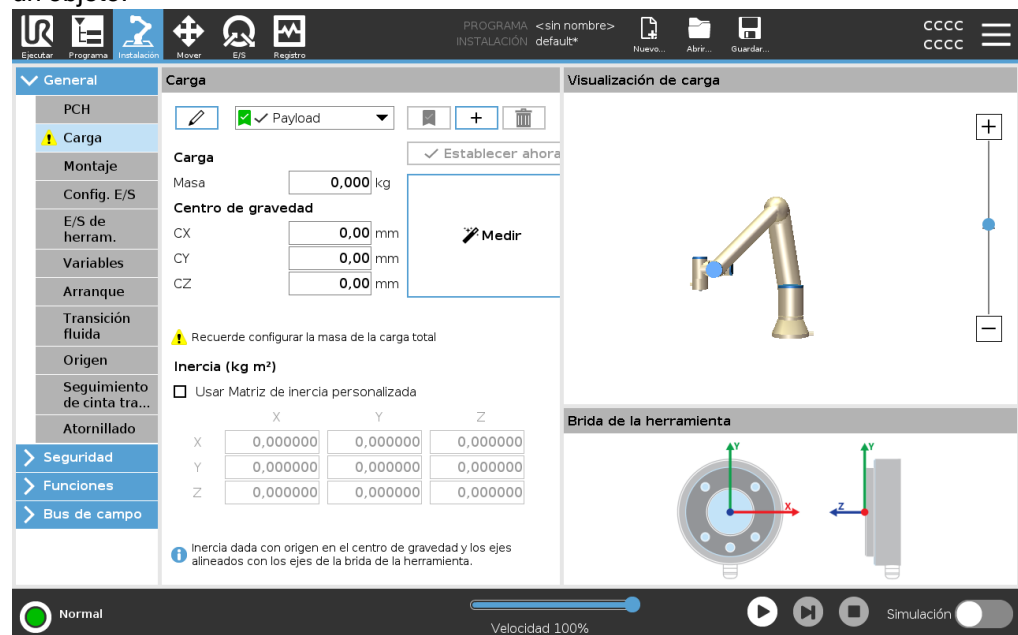 un objeto.
PROGRAMA <sin nombre>
INSTALACIÓN default*
CCCC
CCCC
Ejecutar Programa Instalación Mover E/S Registro Nuevo... Abrir... Guardar...
General
PCH
Carga
Montaje
Config. E/S
E/S de
herram.
Variables
Arranque
Transición
fluida
Origen
Seguimiento
de cinta tra...
Atornillado
Seguridad
Funciones
Bus de campo
Carga
Payload
Establecer ahora
Carga
Masa 0,000 kg
Centro de gravedad
CX 0,00 mm
CY 0,00 mm
CZ 0,00 mm
Medir
Recuerde configurar la masa de la carga total
Inercia (kg m²)
Usar Matriz de inercia personalizada
X Y Z
X 0,000000 0,000000 0,000000
Y 0,000000 0,000000 0,000000
Z 0,000000 0,000000 0,000000
Inercia dada con origen en el centro de gravedad y los ejes
alineados con los ejes de la brida de la herramienta.
Visualización de carga
Brida de la herramienta
Y Y
X Z
Normal
Velocidad 100%
Simulación